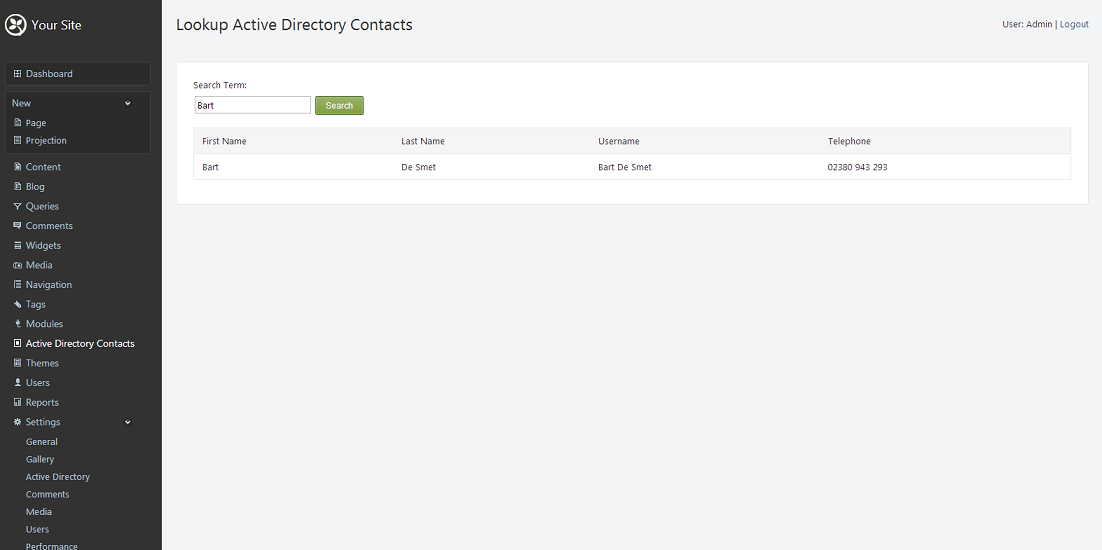 Your Site
Dashboard
New
Page
Projection
Content
Blog
Queries
Comments
Widgets
Media
Navigation
Tags
Modules
Active Directory Contacts
Themes
Users
Reports
Settings
General
Gallery
Active Directory
Comments
Media
Users
Performance
Lookup Active Directory Contacts
User: Admin | Logout
Search Term:
Bart Search
First Name Last Name Username Telephone
Bart De Smet Bart De Smet 02380 943 293